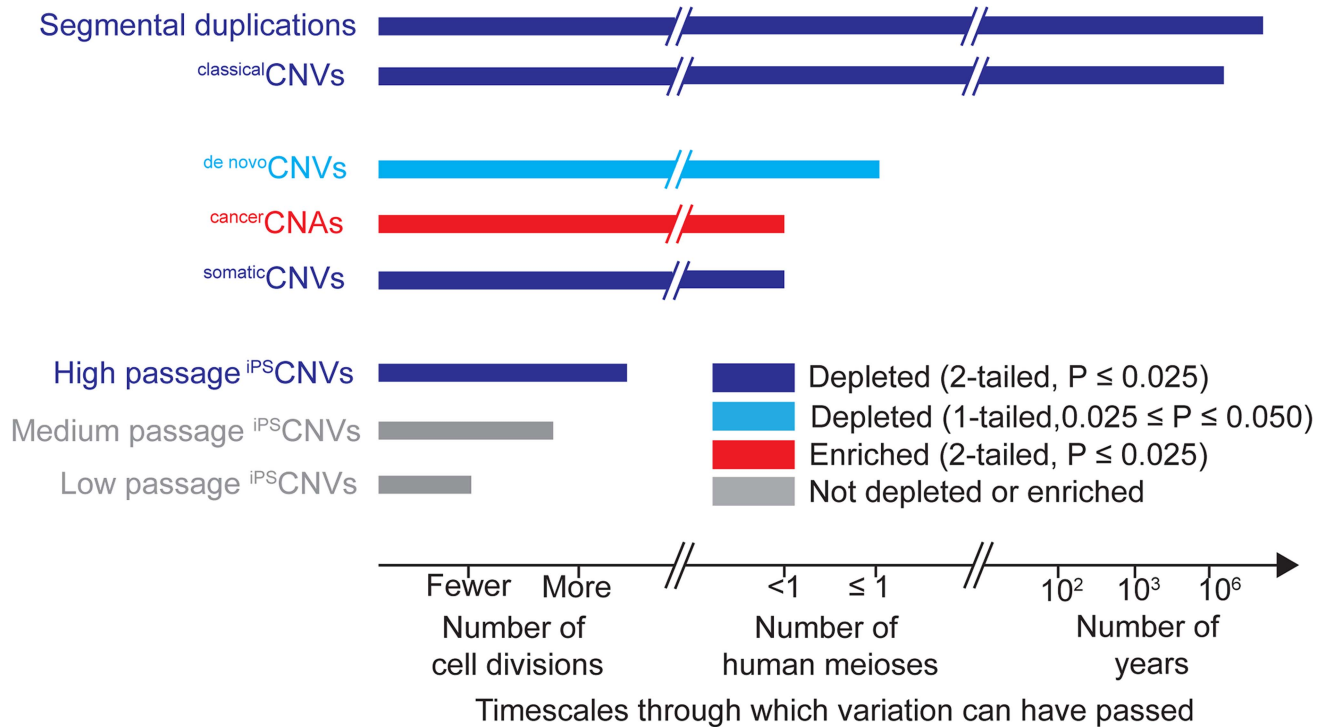 Segmental duplications
classicalCNVs
de novoCNVs
cancerCNAs
somaticCNVs
High passage iPSCNVs
Medium passage iPSCNVs
Low passage iPSCNVs
Depleted (2-tailed, P ≤ 0.025)
Depleted (1-tailed,0.025 ≤ P ≤ 0.050)
Enriched (2-tailed, P ≤ 0.025)
Not depleted or enriched
Fewer More <1 ≤ 1 10² 10³ 10⁶
Number of cell divisions
Number of human meioses
Number of years
Timescales through which variation can have passed